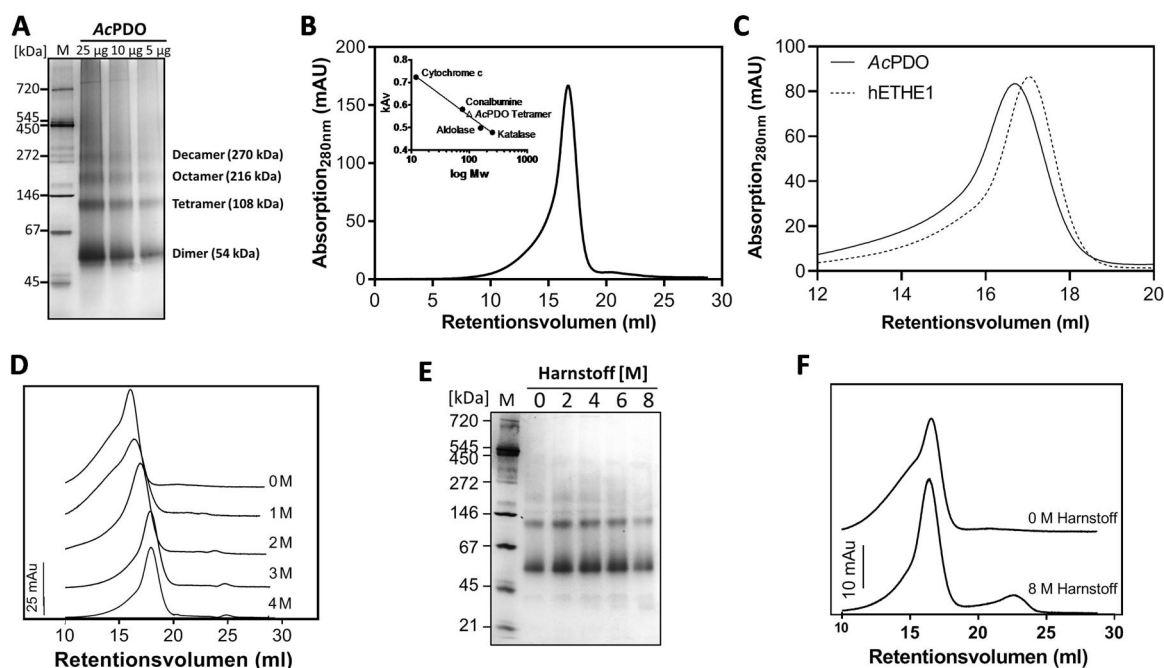 A
AcPDO
[kDa] M 25 µg 10 µg 5 µg
720
545
450
272
146
67
45
Decamer (270 kDa)
Octamer (216 kDa)
Tetramer (108 kDa)
Dimer (54 kDa)
B
Absorption280nm (mAU)
200
150
100
50
0
0 5 10 15 20 25 30
Retentionsvolumen (ml)
kAv
0.8
0.7
0.6
0.5
0.4
10 100 1000
log Mw
Cytochrome c
Conalbumine
AcPDO Tetramer
Aldolase
Katalase
C
Absorption280nm (mAU)
100
80
60
40
20
0
12 14 16 18 20
Retentionsvolumen (ml)
AcPDO
hETHE1
D
0 M
1 M
2 M
3 M
4 M
25 mAu
10 15 20 25 30
Retentionsvolumen (ml)
E
Harnstoff [M]
[kDa] M 0 2 4 6 8
720
545
450
272
146
67
45
21
F
0 M Harnstoff
8 M Harnstoff
10 mAu
10 15 20 25 30
Retentionsvolumen (ml)